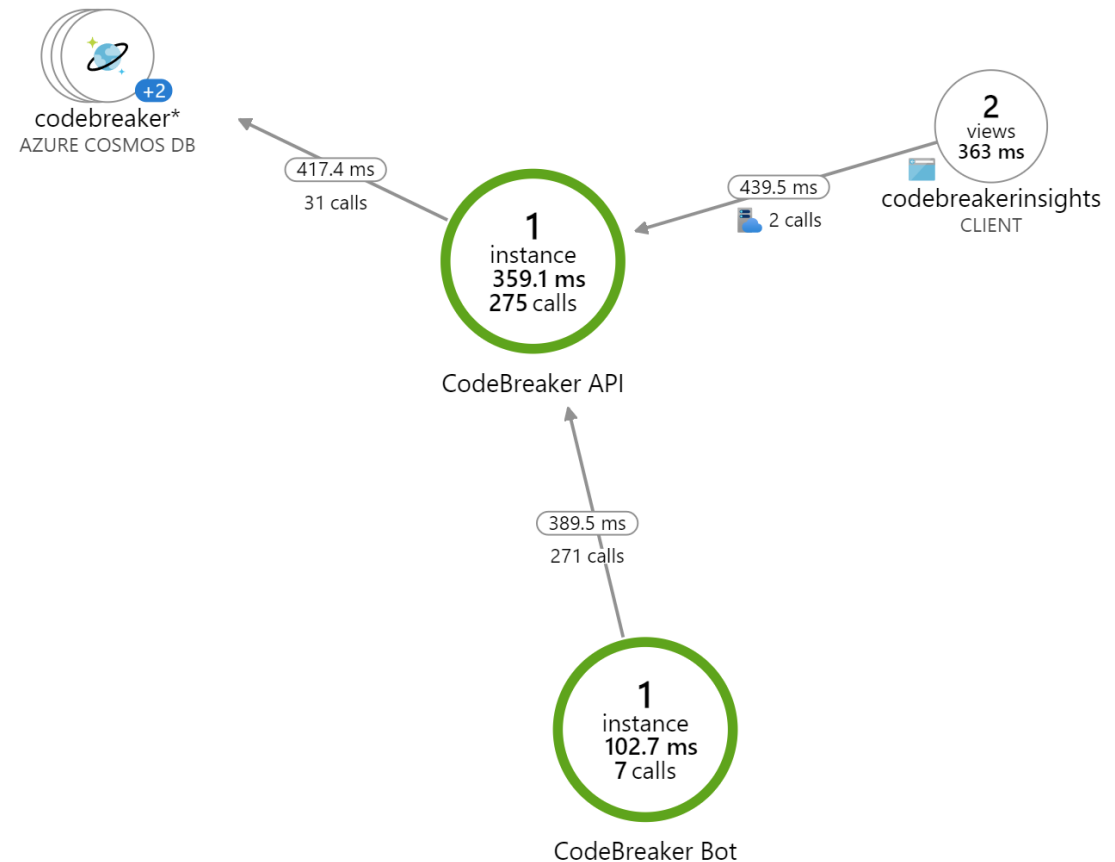 +2
codebreaker*
AZURE COSMOS DB
417.4 ms
31 calls
2
views
363 ms
codebreakerinsights
CLIENT
439.5 ms
2 calls
1
instance
359.1 ms
275 calls
CodeBreaker API
389.5 ms
271 calls
1
instance
102.7 ms
7 calls
CodeBreaker Bot